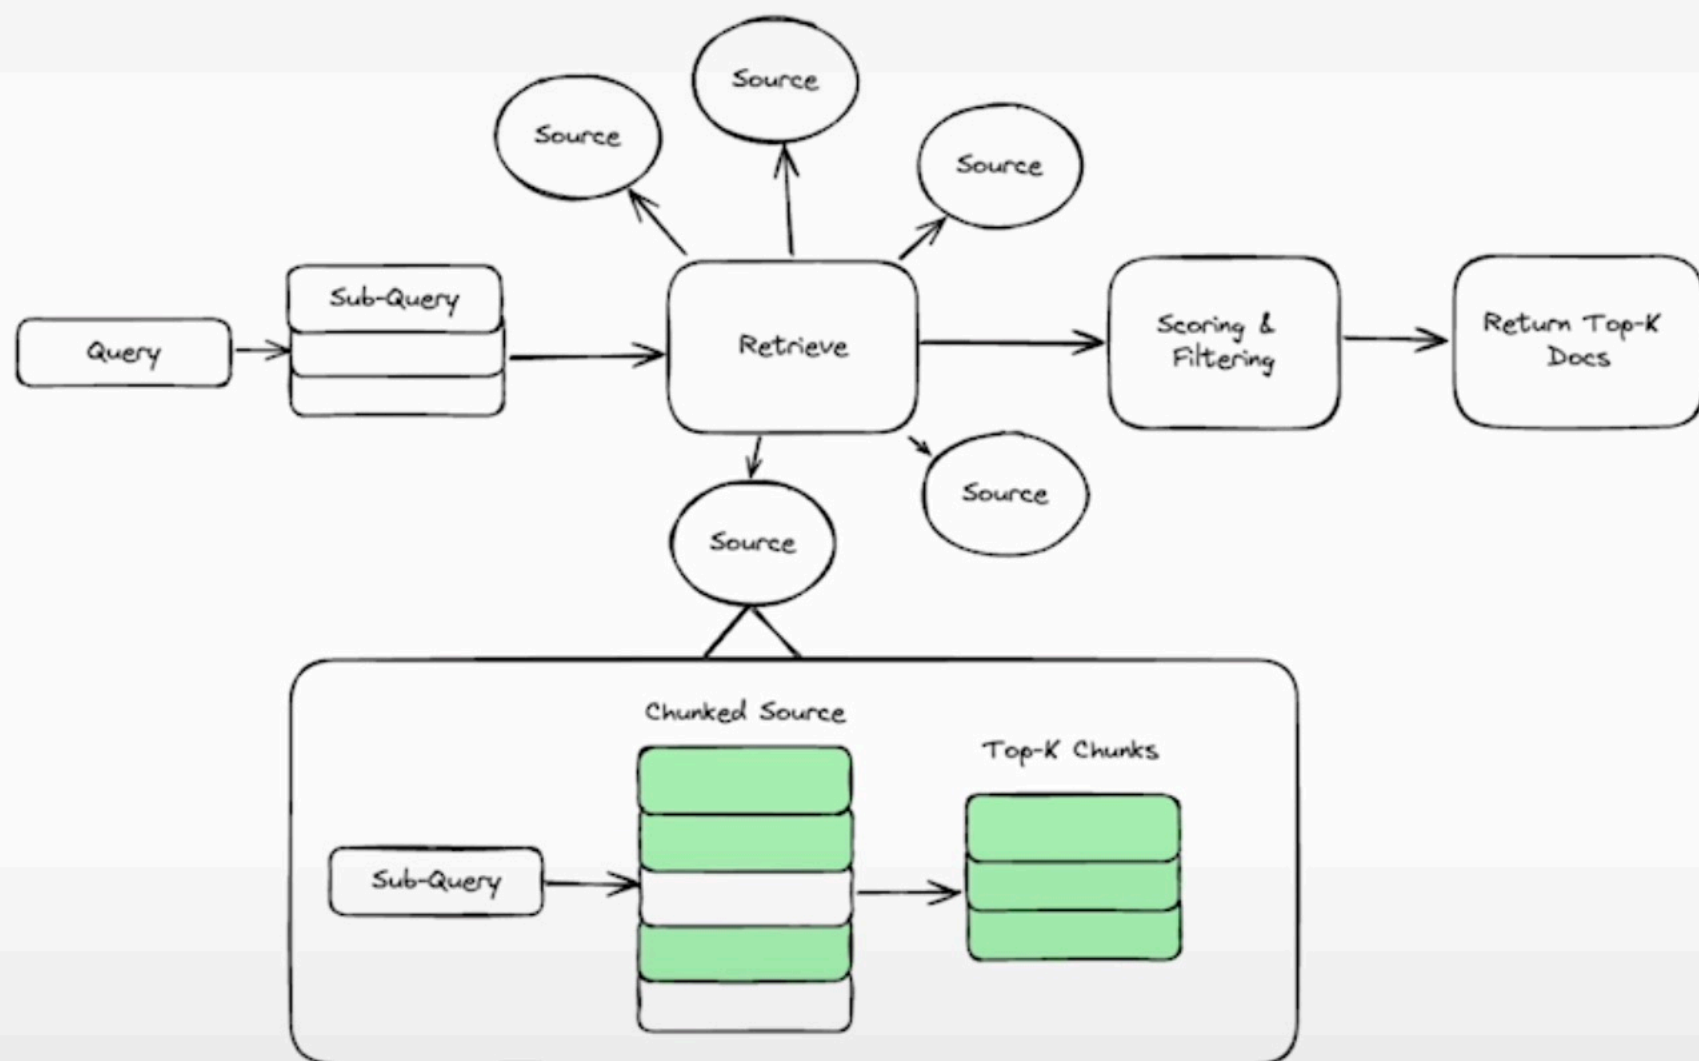 Source
Source
Source
Sub-Query
Query
Retrieve
Scoring &
Filtering
Return Top-K
Docs
Source
Source
Chunked Source
Top-K Chunks
Sub-Query